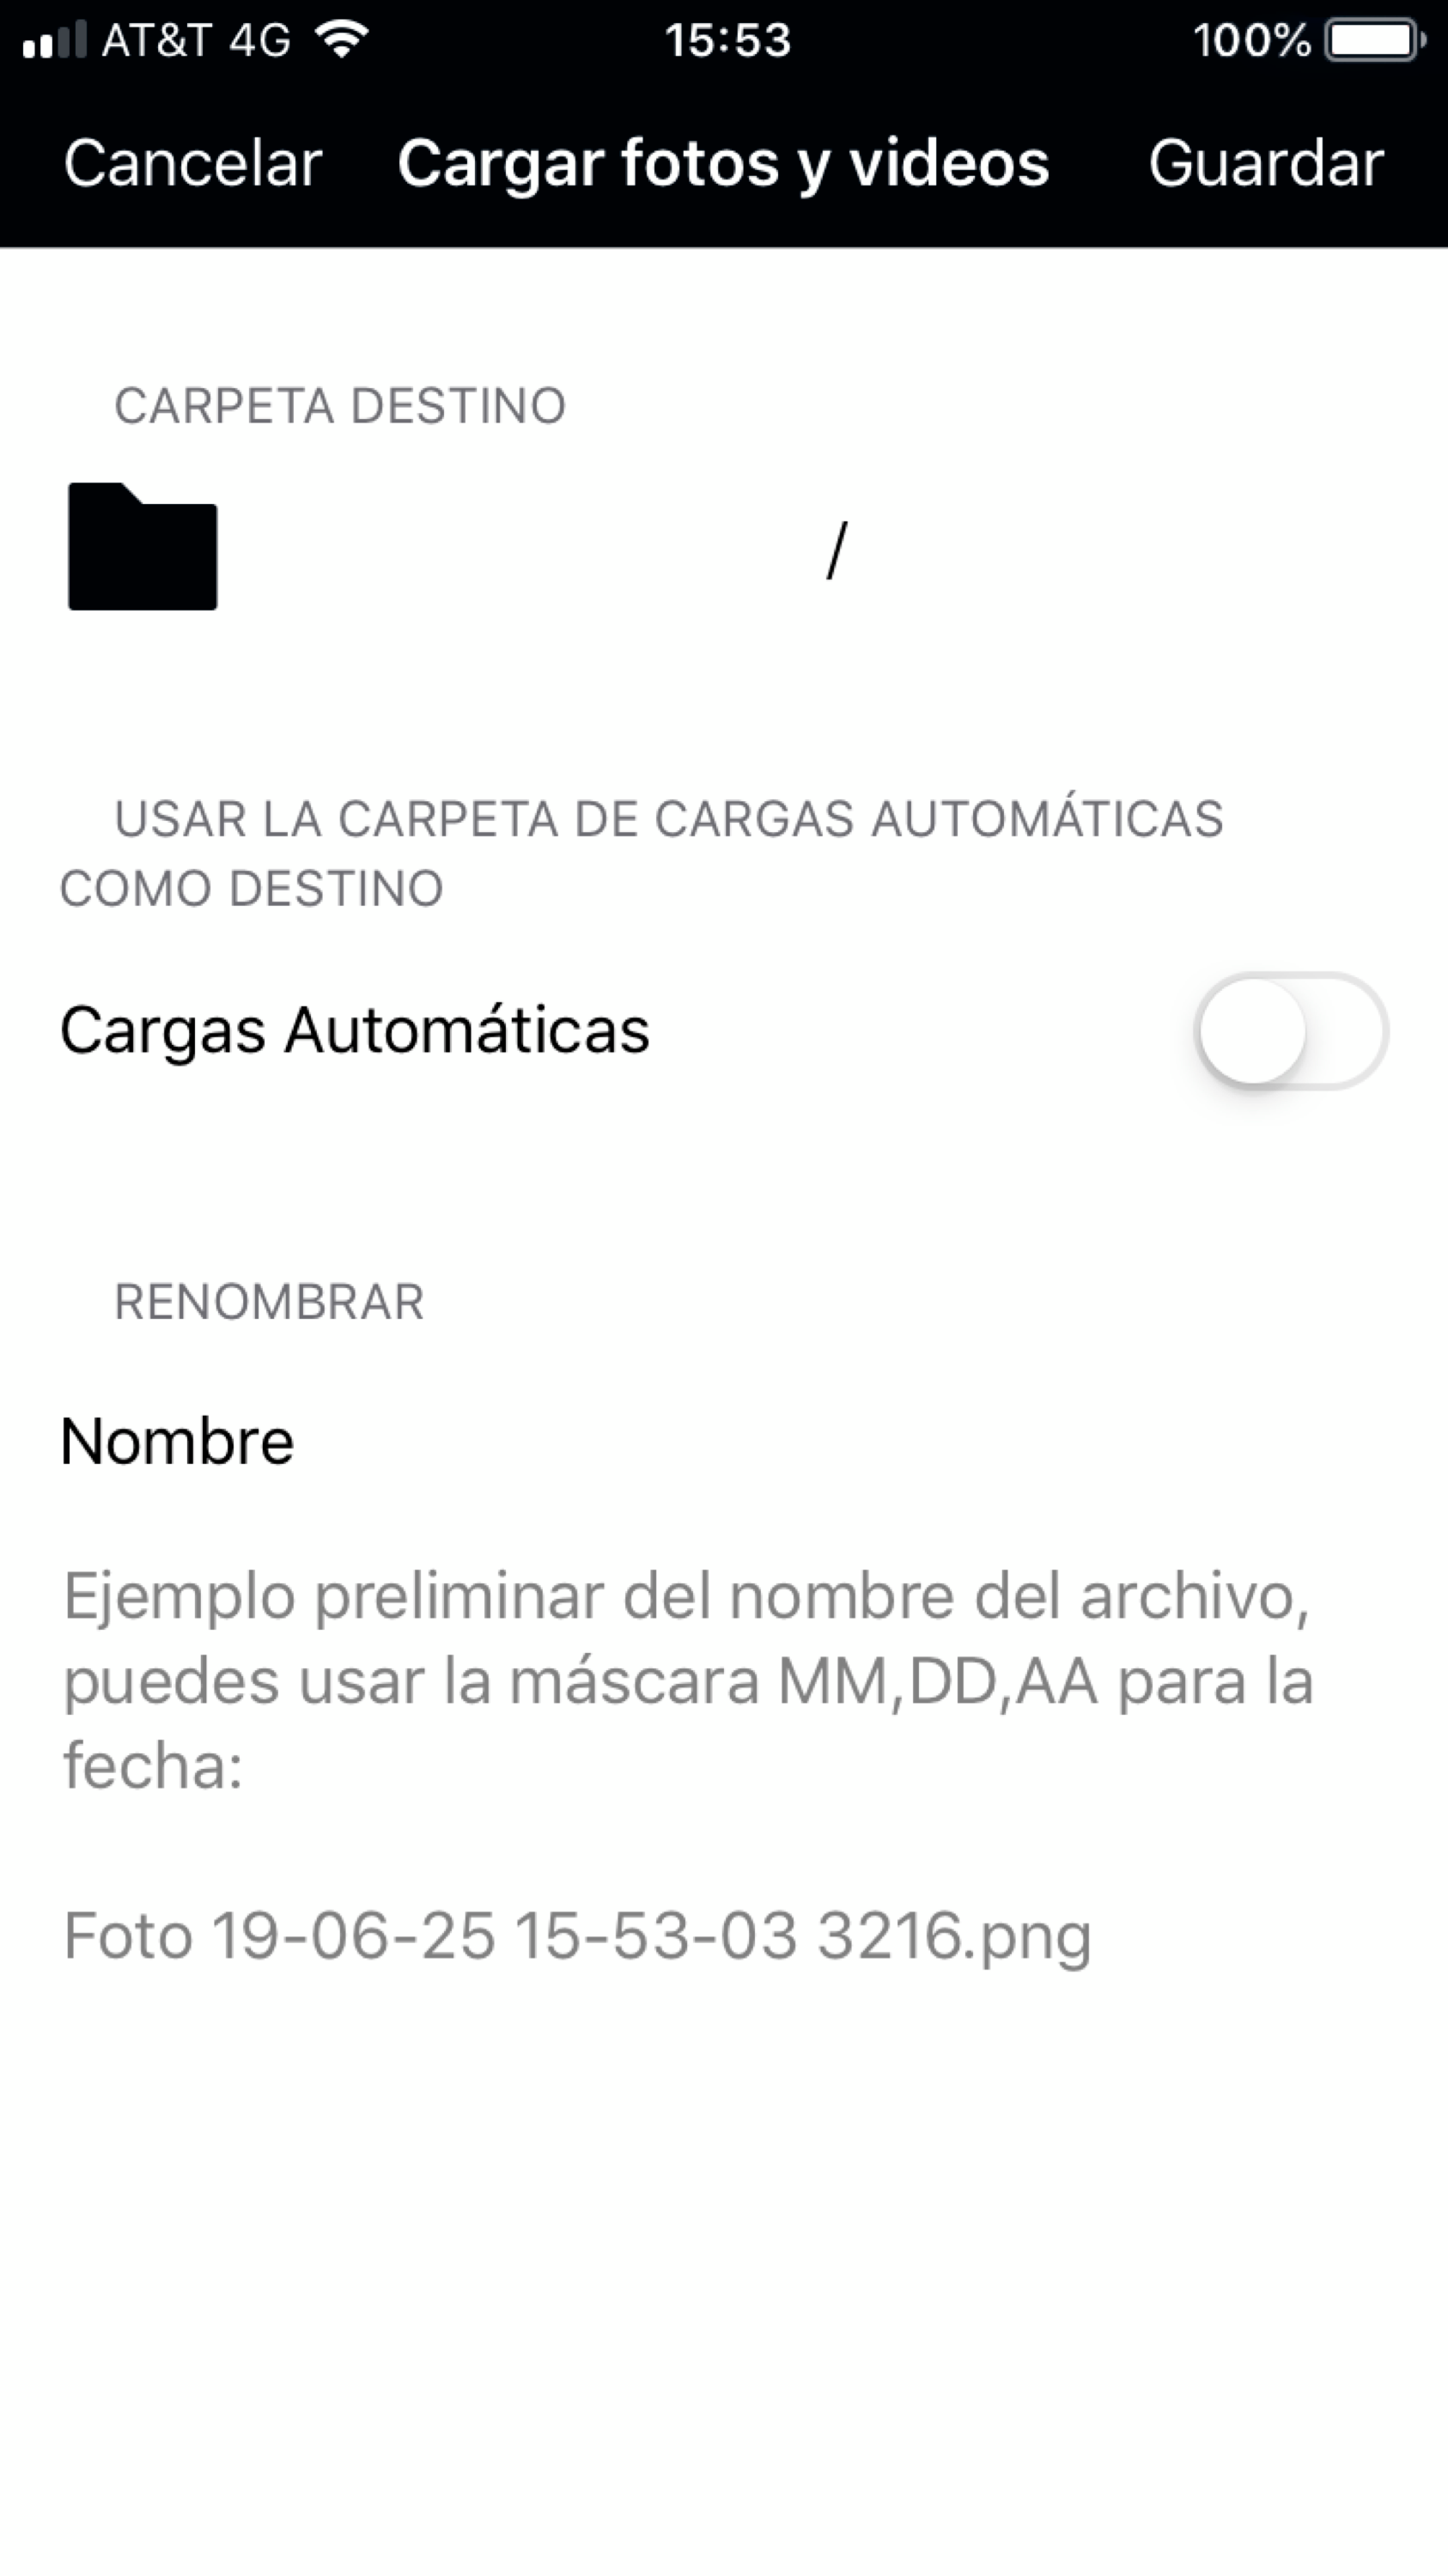 AT&T 4G 15:53 100%
Cancelar Cargar fotos y videos Guardar
CARPETA DESTINO
/
USAR LA CARPETA DE CARGAS AUTOMÁTICAS
COMO DESTINO
Cargas Automáticas
RENOMBRAR
Nombre
Ejemplo preliminar del nombre del archivo,
puedes usar la máscara MM,DD,AA para la
fecha:
Foto 19-06-25 15-53-03 3216.png